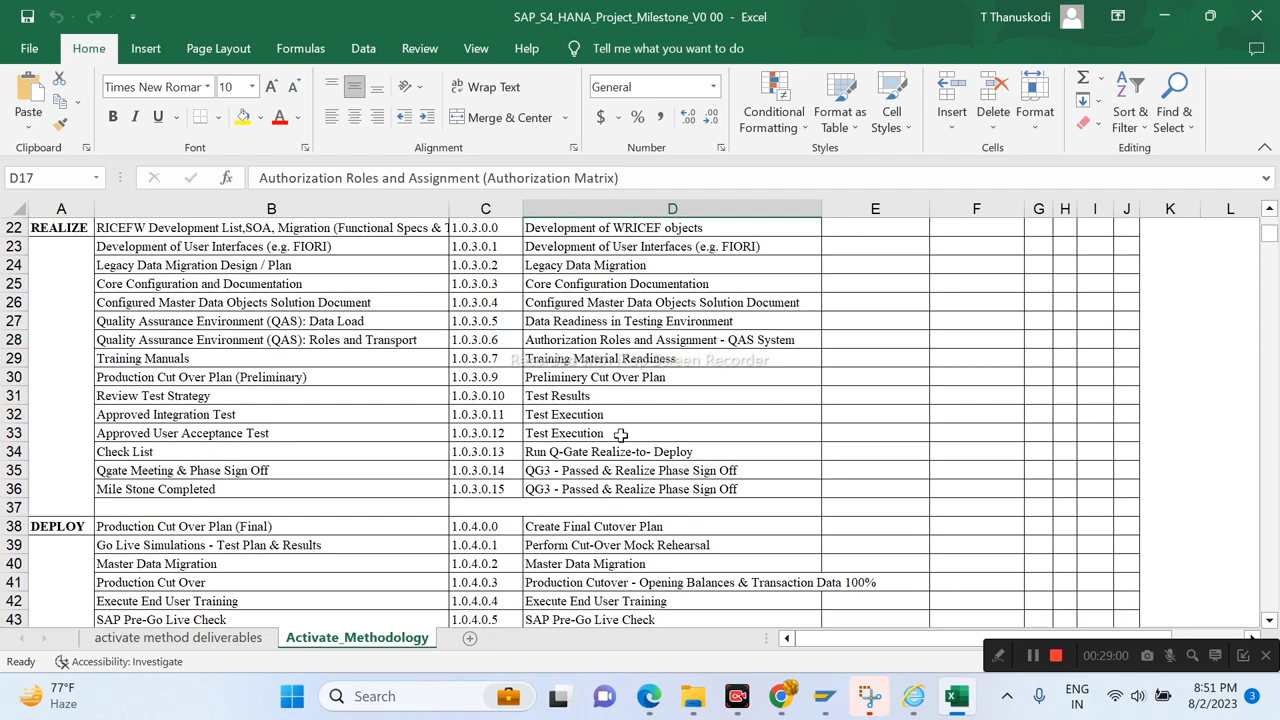 SAP_S4_HANA_Project_Milestone_V0 00 - Excel
T Thanuskodi
File Home Insert Page Layout Formulas Data Review View Help Tell me what you want to do
Paste
Times New Romar 10
Wrap Text
Merge & Center
General
Conditional Formatting
Format as Table
Cell Styles
Insert Delete Format
Sort & Filter
Find & Select
Clipboard Font Alignment Number Styles Cells Editing
D17 fx Authorization Roles and Assignment (Authorization Matrix)
A B C D E F G H I J K L
22 REALIZE RICEFW Development List,SOA, Migration (Functional Specs & T 1.0.3.0.0 Development of WRICEF objects
23 Development of User Interfaces (e.g. FIORI) 1.0.3.0.1 Development of User Interfaces (e.g. FIORI)
24 Legacy Data Migration Design / Plan 1.0.3.0.2 Legacy Data Migration
25 Core Configuration and Documentation 1.0.3.0.3 Core Configuration Documentation
26 Configured Master Data Objects Solution Document 1.0.3.0.4 Configured Master Data Objects Solution Document
27 Quality Assurance Environment (QAS): Data Load 1.0.3.0.5 Data Readiness in Testing Environment
28 Quality Assurance Environment (QAS): Roles and Transport 1.0.3.0.6 Authorization Roles and Assignment - QAS System
29 Training Manuals 1.0.3.0.7 Training Material Readiness
30 Production Cut Over Plan (Preliminary) 1.0.3.0.9 Preliminery Cut Over Plan
31 Review Test Strategy 1.0.3.0.10 Test Results
32 Approved Integration Test 1.0.3.0.11 Test Execution
33 Approved User Acceptance Test 1.0.3.0.12 Test Execution
34 Check List 1.0.3.0.13 Run Q-Gate Realize-to- Deploy
35 Qgate Meeting & Phase Sign Off 1.0.3.0.14 QG3 - Passed & Realize Phase Sign Off
36 Mile Stone Completed 1.0.3.0.15 QG3 - Passed & Realize Phase Sign Off
37
38 DEPLOY Production Cut Over Plan (Final) 1.0.4.0.0 Create Final Cutover Plan
39 Go Live Simulations - Test Plan & Results 1.0.4.0.1 Perform Cut-Over Mock Rehearsal
40 Master Data Migration 1.0.4.0.2 Master Data Migration
41 Production Cut Over 1.0.4.0.3 Production Cutover - Opening Balances & Transaction Data 100%
42 Execute End User Training 1.0.4.0.4 Execute End User Training
43 SAP Pre-Go Live Check 1.0.4.0.5 SAP Pre-Go Live Check
activate method deliverables Activate_Methodology
Ready Accessibility: Investigate
00:29:00
77°F
Haze
Search
ENG
IN
8:51 PM
8/2/2023
3